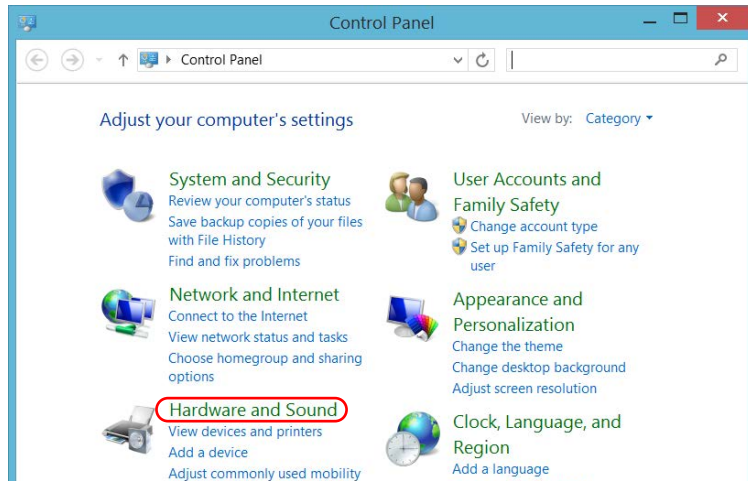 Control Panel
Control Panel
Adjust your computer's settings
View by: Category
System and Security
Review your computer's status
Save backup copies of your files
with File History
Find and fix problems
Network and Internet
Connect to the Internet
View network status and tasks
Choose homegroup and sharing
options
Hardware and Sound
View devices and printers
Add a device
Adjust commonly used mobility
User Accounts and
Family Safety
Change account type
Set up Family Safety for any
user
Appearance and
Personalization
Change the theme
Change desktop background
Adjust screen resolution
Clock, Language, and
Region
Add a language